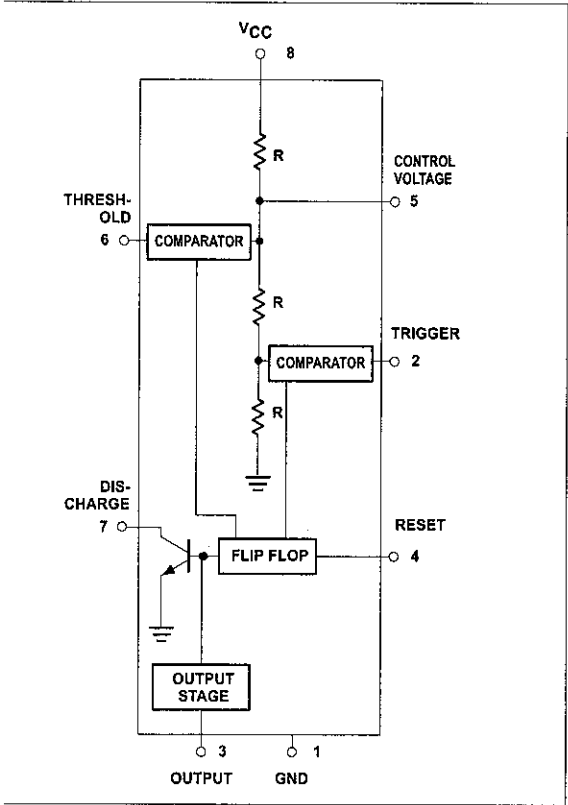 VCC
8
R
CONTROL
VOLTAGE
5
THRESH-
OLD
6
COMPARATOR
R
TRIGGER
COMPARATOR
2
R
DIS-
CHARGE
7
RESET
FLIP FLOP
4
OUTPUT
STAGE
3
1
OUTPUT
GND